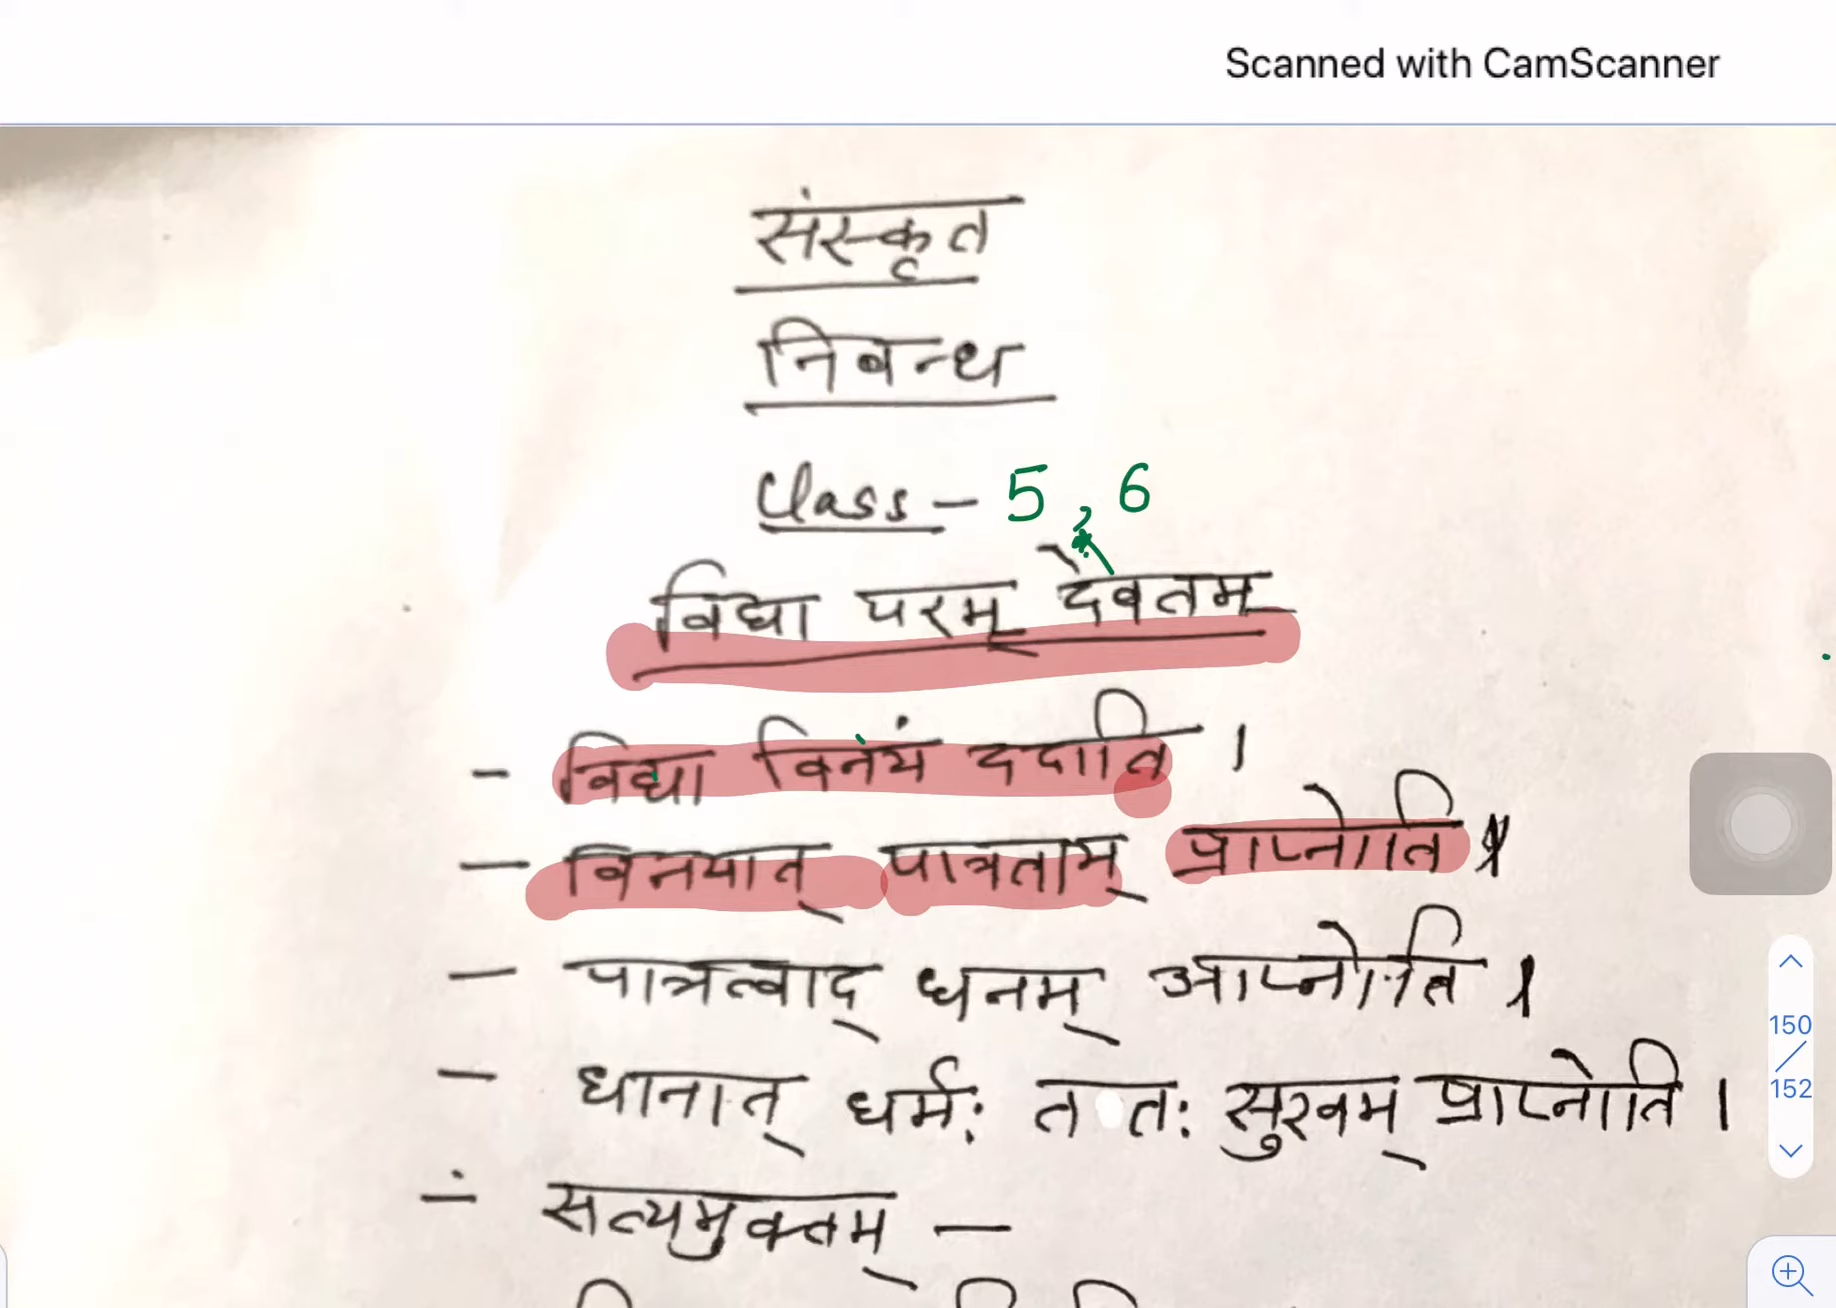 Scanned with CamScanner
संस्कृत
निबन्ध
Class - 5, 6
विद्या परम् दैवतम्
- विद्या विनयं ददाति ।
- विनयात् पात्रताम् प्राप्नोति ।
- पात्रत्वाद् धनम् आप्नोति ।
- धानात् धर्म: तत: सुखम् प्राप्नोति ।
- सत्यमुक्तम् -
150
/
152